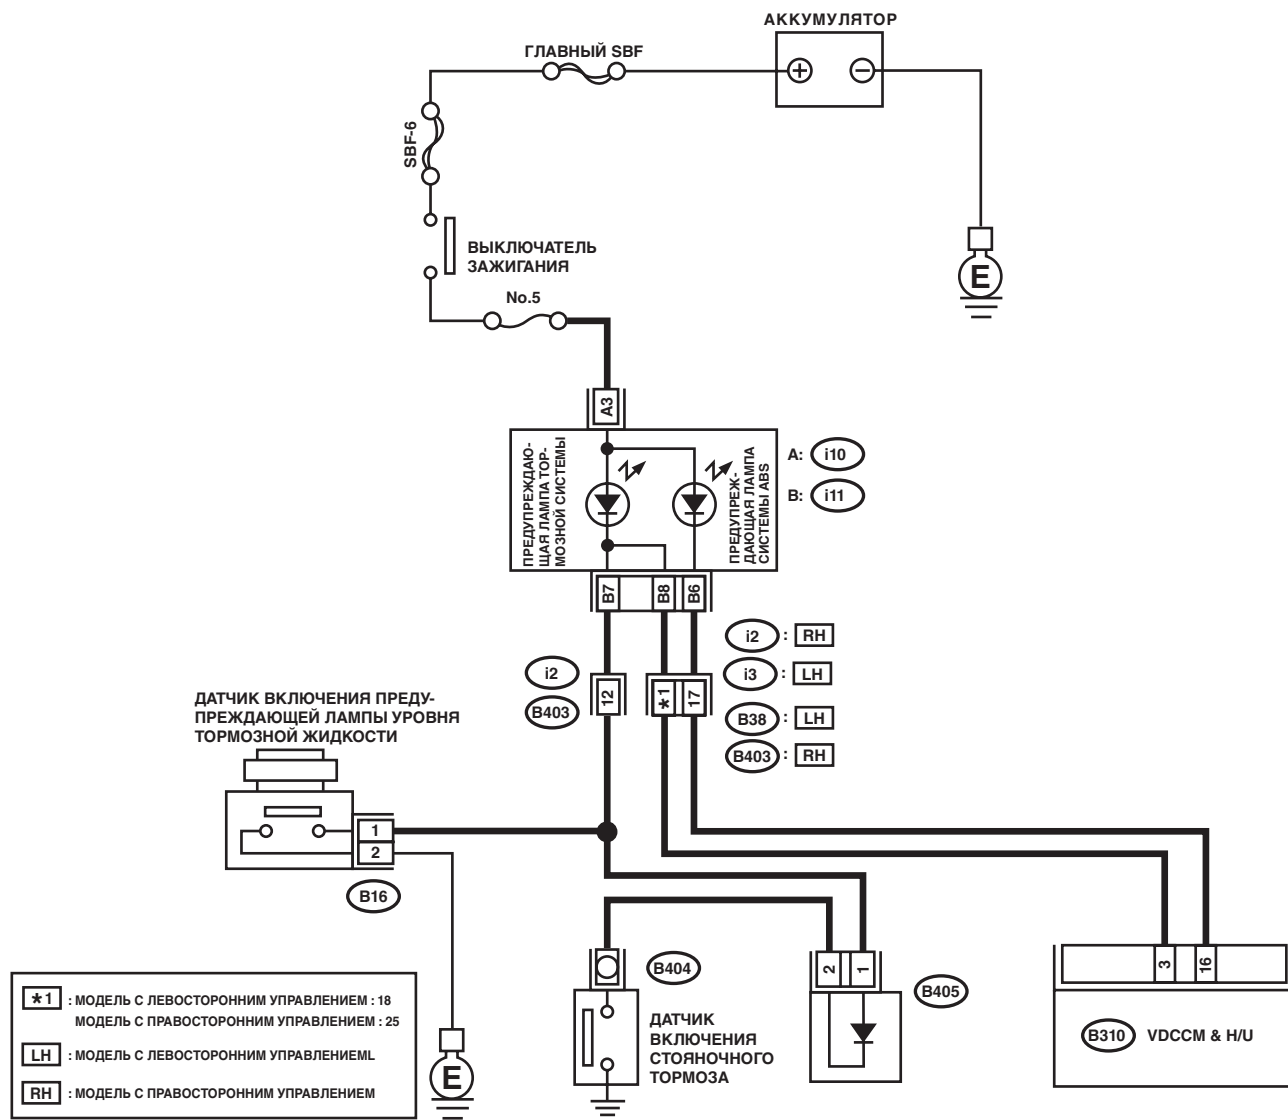 АККУМУЛЯТОР
ГЛАВНЫЙ SBF
+
−
SBF-6
ВЫКЛЮЧАТЕЛЬ
ЗАЖИГАНИЯ
No.5
E
A3
ПРЕДУПРЕЖДАЮ-
ЩАЯ ЛАМПА ТОР-
МОЗНОЙ СИСТЕМЫ
ПРЕДУПРЕЖ-
ДАЮЩАЯ ЛАМПА
СИСТЕМЫ ABS
A: i10
B: i11
B7
B8
B6
i2 : RH
i3 : LH
B38 : LH
B403 : RH
i2
B403
12
*1
17
ДАТЧИК ВКЛЮЧЕНИЯ ПРЕДУ-
ПРЕЖДАЮЩЕЙ ЛАМПЫ УРОВНЯ
ТОРМОЗНОЙ ЖИДКОСТИ
1
2
B16
B404
2
1
B405
3
16
B310 VDCCM & H/U
ДАТЧИК
ВКЛЮЧЕНИЯ
СТОЯНОЧНОГО
ТОРМОЗА
*1 : МОДЕЛЬ С ЛЕВОСТОРОННИМ УПРАВЛЕНИЕМ : 18
МОДЕЛЬ С ПРАВОСТОРОННИМ УПРАВЛЕНИЕМ : 25
LH : МОДЕЛЬ С ЛЕВОСТОРОННИМ УПРАВЛЕНИЕМL
RH : МОДЕЛЬ С ПРАВОСТОРОННИМ УПРАВЛЕНИЕМ
E